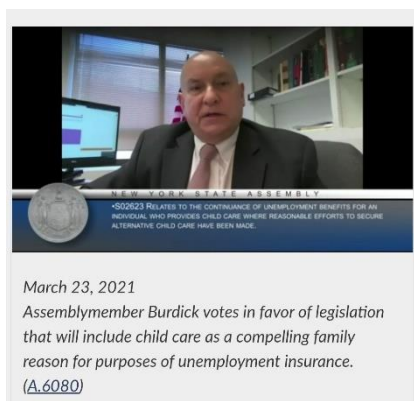 NEW YORK STATE ASSEMBLY
•S02623 RELATES TO THE CONTINUANCE OF UNEMPLOYMENT BENEFITS FOR AN
INDIVIDUAL WHO PROVIDES CHILD CARE WHERE REASONABLE EFFORTS TO SECURE
ALTERNATIVE CHILD CARE HAVE BEEN MADE.
March 23, 2021
Assemblymember Burdick votes in favor of legislation
that will include child care as a compelling family
reason for purposes of unemployment insurance.
(A.6080)